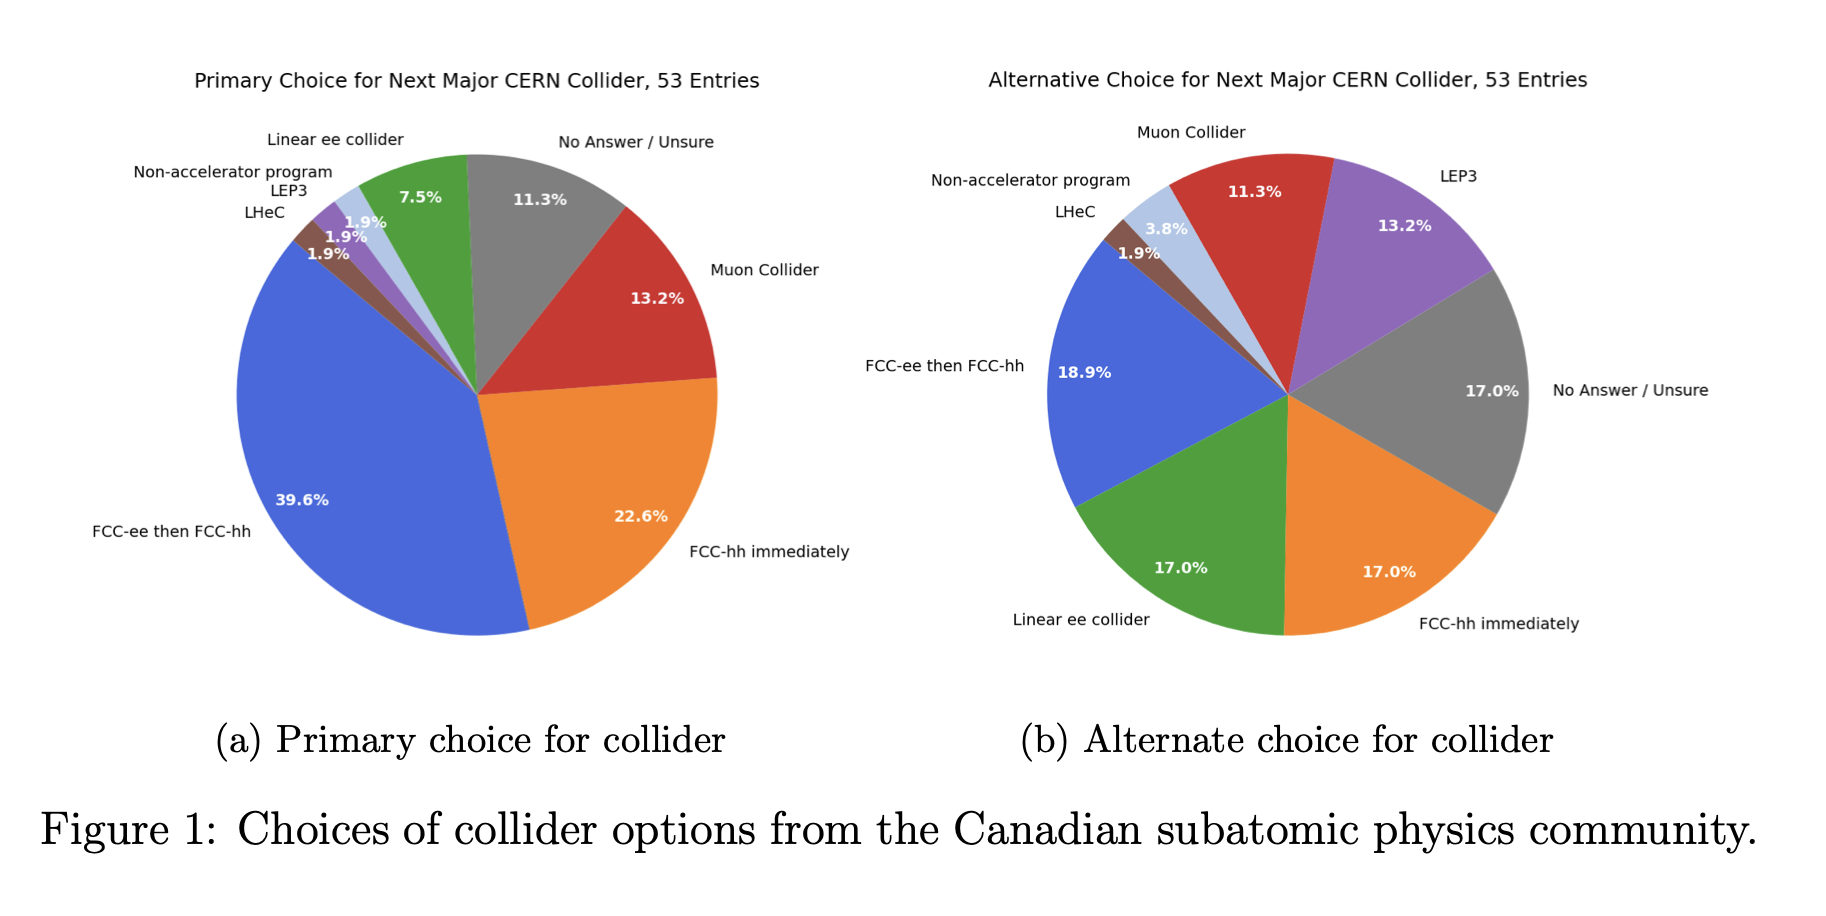 Primary Choice for Next Major CERN Collider, 53 Entries
Linear ee collider
No Answer / Unsure
Non-accelerator program
LEP3
LHeC
7.5%
11.3%
1.9%
1.9%
1.9%
Muon Collider
13.2%
39.6%
22.6%
FCC-ee then FCC-hh
FCC-hh immediately
(a) Primary choice for collider
Alternative Choice for Next Major CERN Collider, 53 Entries
Muon Collider
Non-accelerator program
LEP3
LHeC
11.3%
13.2%
3.8%
1.9%
FCC-ee then FCC-hh
18.9%
17.0%
No Answer / Unsure
17.0%
17.0%
Linear ee collider
FCC-hh immediately
(b) Alternate choice for collider
Figure 1: Choices of collider options from the Canadian subatomic physics community.